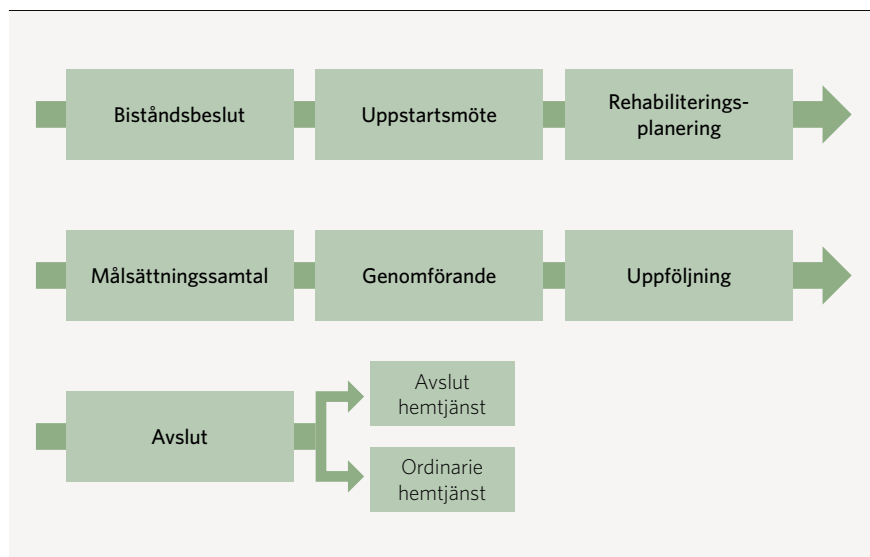 Biståndsbeslut
Uppstartsmöte
Rehabiliterings-
planering
Målsättningssamtal
Genomförande
Uppföljning
Avslut
Avslut
hemtjänst
Ordinarie
hemtjänst